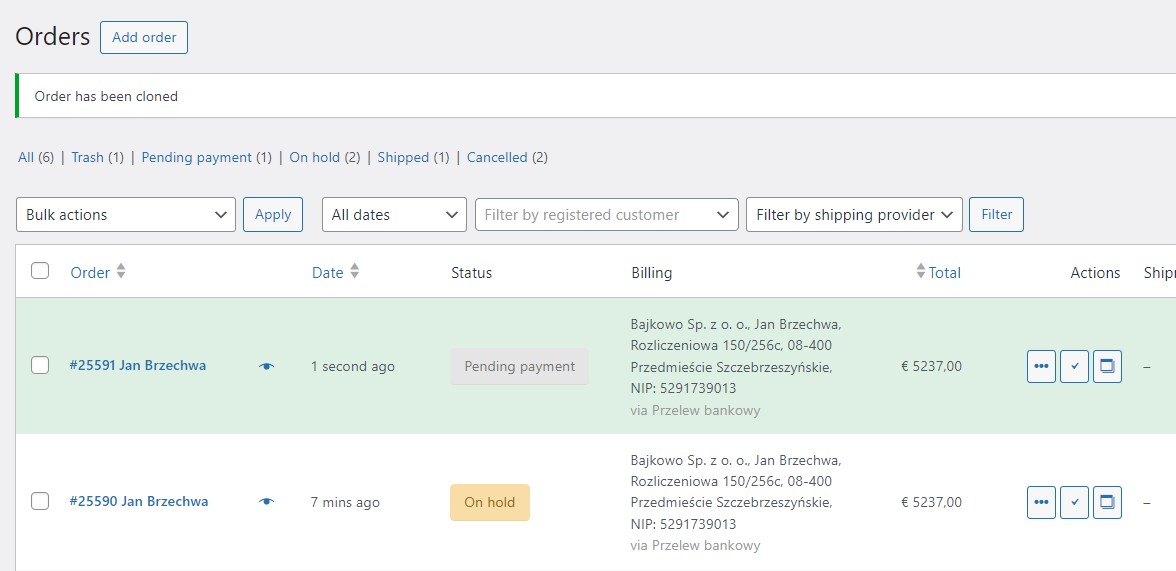 Orders Add order
Order has been cloned
All (6) | Trash (1) | Pending payment (1) | On hold (2) | Shipped (1) | Cancelled (2)
Bulk actions Apply All dates Filter by registered customer Filter by shipping provider Filter
Order Date Status Billing Total Actions Shipr
#25591 Jan Brzechwa 1 second ago Pending payment € 5237,00 –
Bajkowo Sp. z o. o., Jan Brzechwa,
Rozliczeniowa 150/256c, 08-400
Przedmieście Szczebrzeszyńskie,
NIP: 5291739013
via Przelew bankowy
#25590 Jan Brzechwa 7 mins ago On hold € 5237,00 –
Bajkowo Sp. z o. o., Jan Brzechwa,
Rozliczeniowa 150/256c, 08-400
Przedmieście Szczebrzeszyńskie,
NIP: 5291739013
via Przelew bankowy